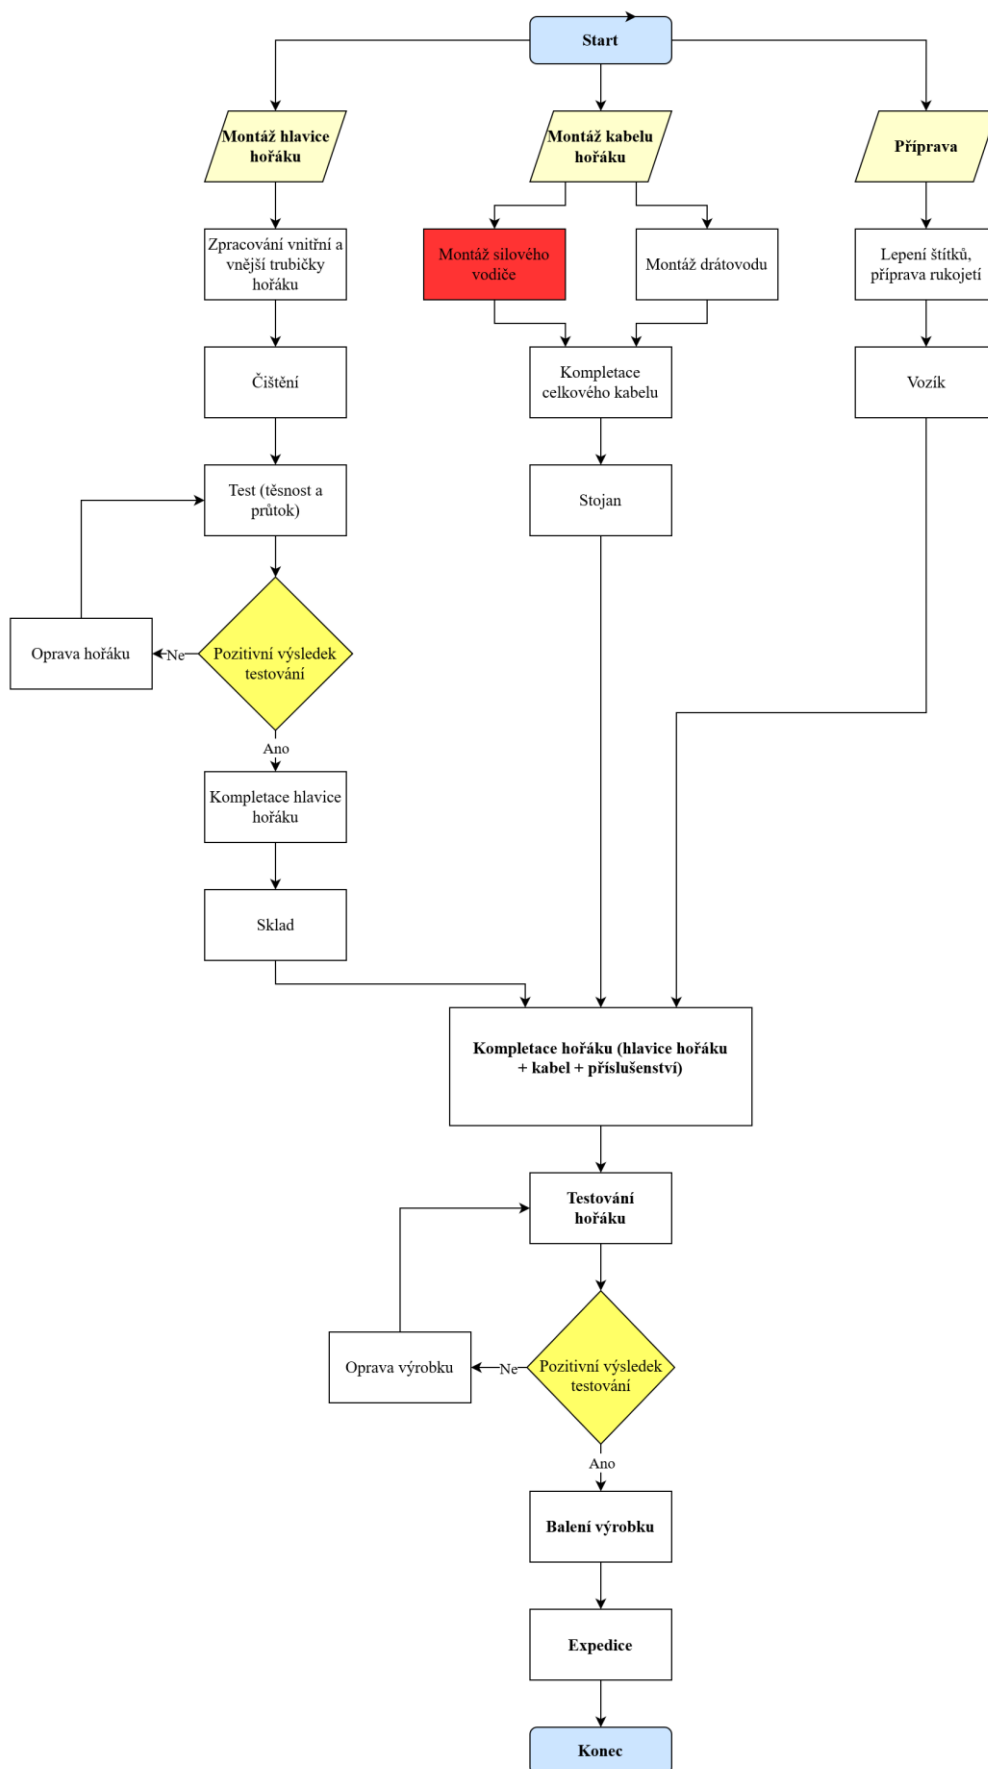 Start
Montáž hlavice
hořáku
Montáž kabelu
hořáku
Příprava
Zpracování vnitřní a
vnější trubičky
hořáku
Montáž silového
vodiče
Montáž drátovodu
Lepení štítků,
příprava rukojetí
Čištění
Kompletace
celkového kabelu
Vozík
Test (těsnost a
průtok)
Stojan
Oprava hořáku
Ne
Pozitivní výsledek
testování
Ano
Kompletace hlavice
hořáku
Sklad
Kompletace hořáku (hlavice hořáku
+ kabel + příslušenství)
Testování
hořáku
Oprava výrobku
Ne
Pozitivní výsledek
testování
Ano
Balení výrobku
Expedice
Konec